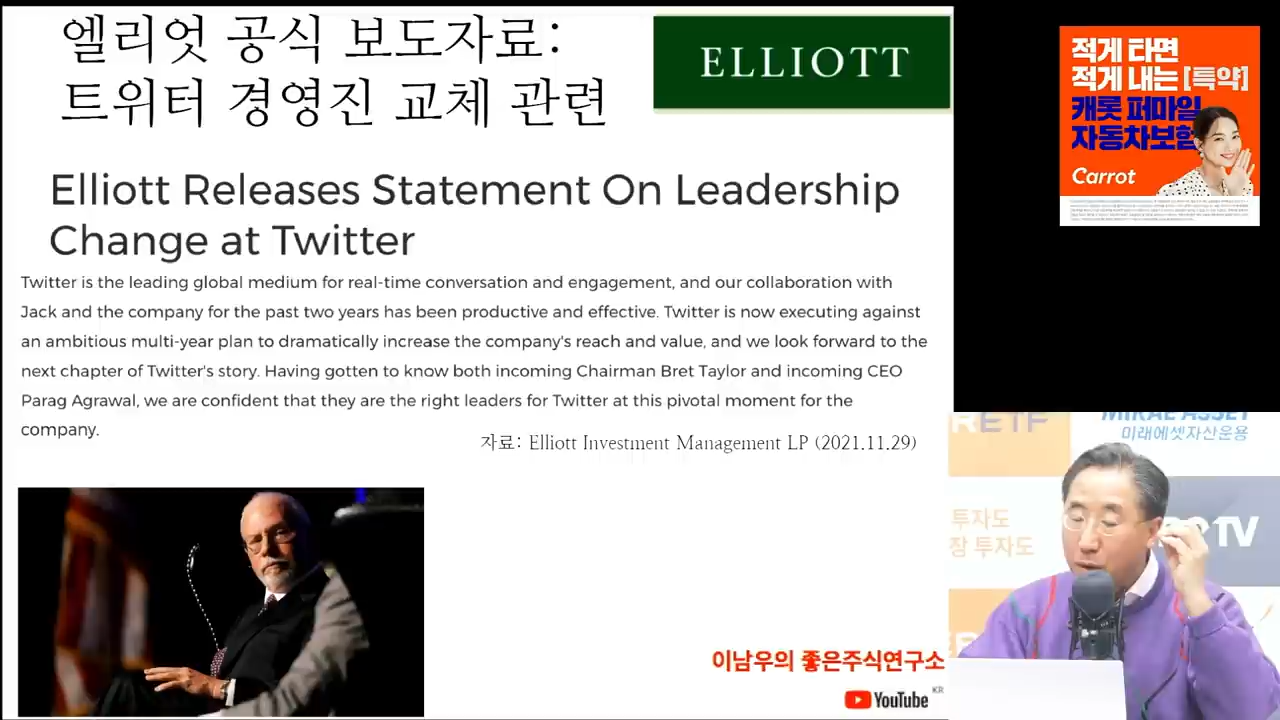 엘리엇 공식 보도자료:
트위터 경영진 교체 관련
ELLIOTT
Elliott Releases Statement On Leadership
Change at Twitter
Twitter is the leading global medium for real-time conversation and engagement, and our collaboration with
Jack and the company for the past two years has been productive and effective. Twitter is now executing against
an ambitious multi-year plan to dramatically increase the company's reach and value, and we look forward to the
next chapter of Twitter's story. Having gotten to know both incoming Chairman Bret Taylor and incoming CEO
Parag Agrawal, we are confident that they are the right leaders for Twitter at this pivotal moment for the
company.
자료: Elliott Investment Management LP (2021.11.29)
이남우의 좋은주식연구소
YouTube KR
적게 타면
적게 내는 [특약]
캐롯 퍼마일
자동차보험
Carrot
ETF
MIRAE ASSET
미래에셋자산운용
투자도
장 투자도
TV